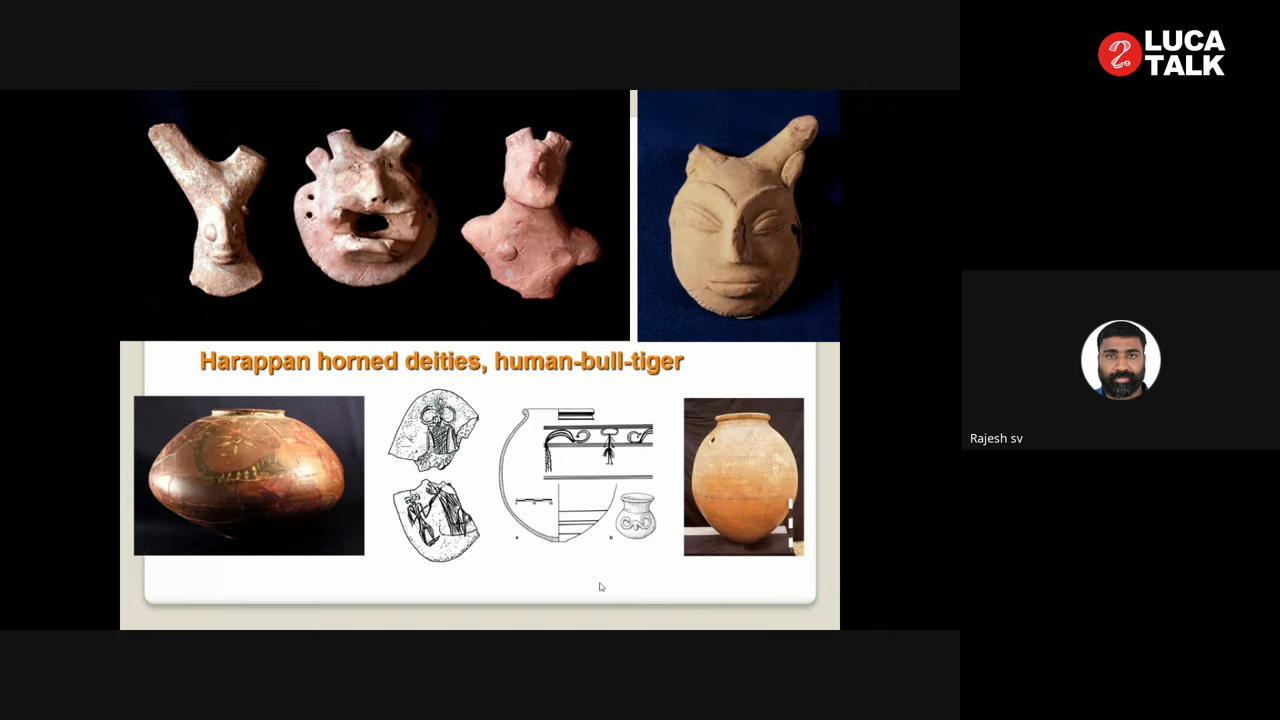 LUCA
TALK
Harappan horned deities, human-bull-tiger
a
b
Rajesh sv